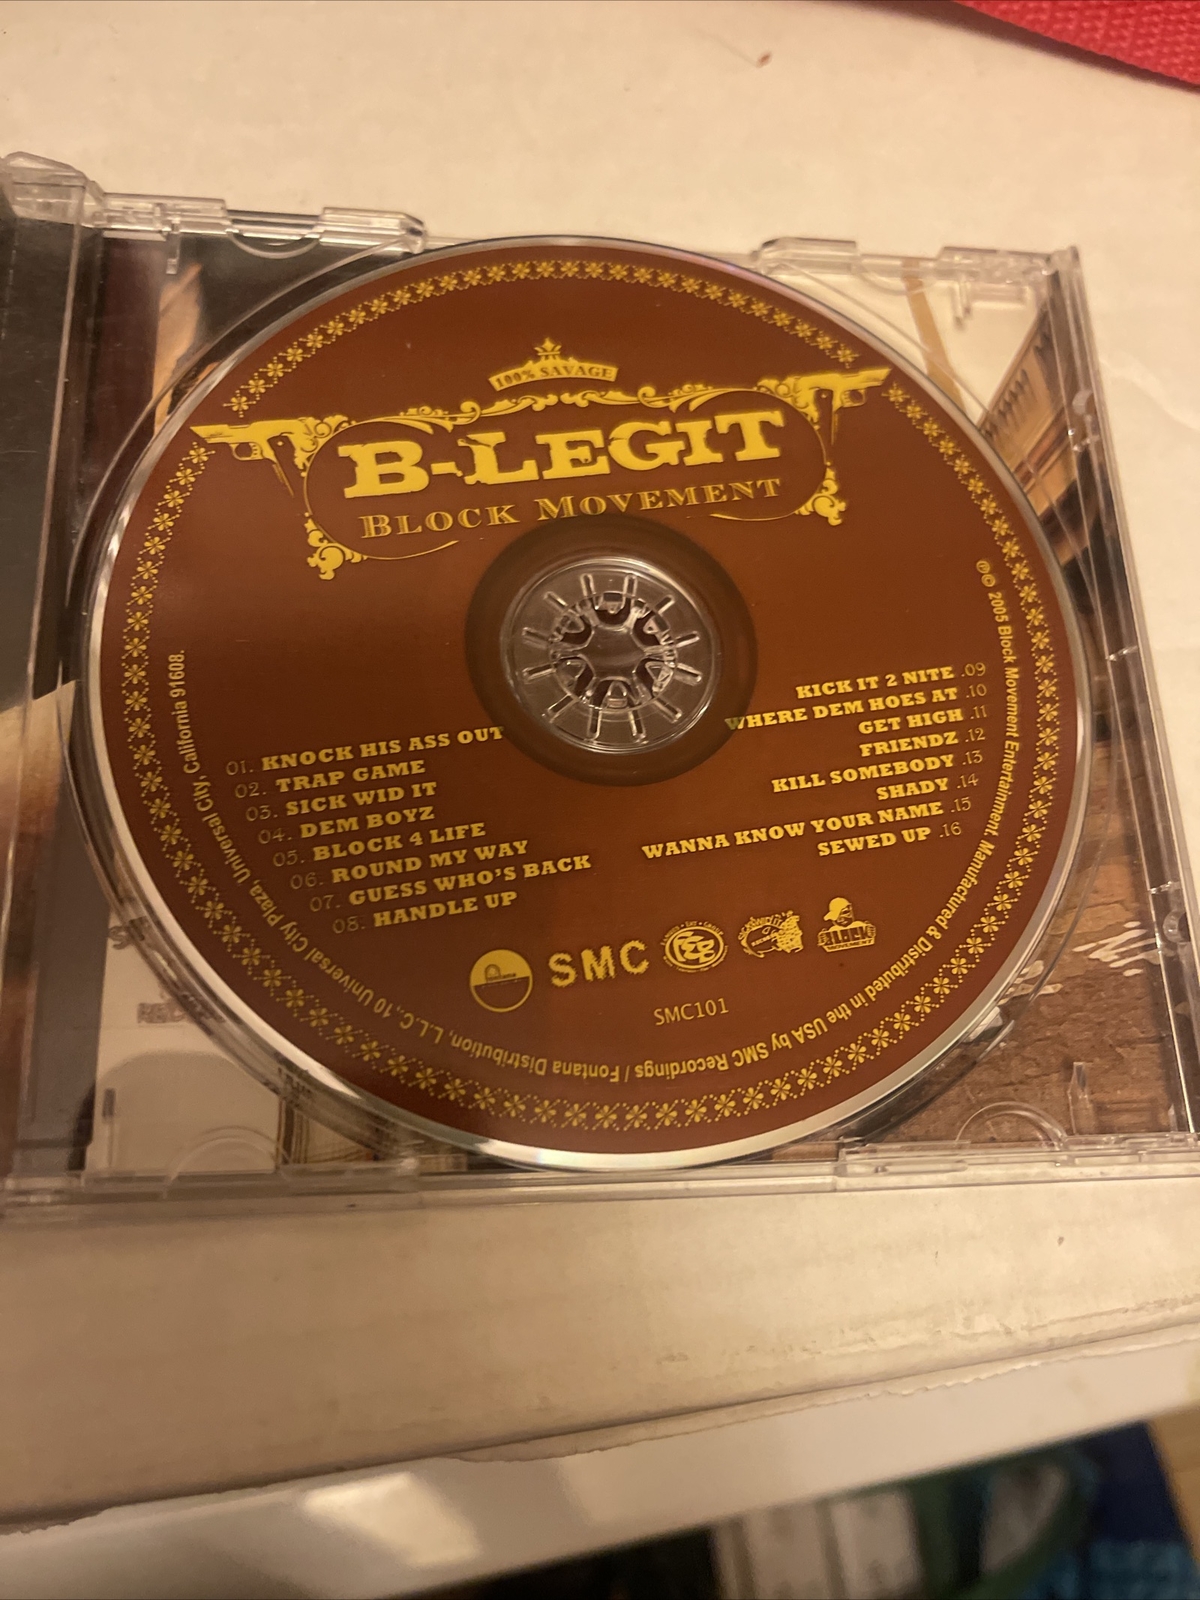 100% SAVAGE
B-LEGIT
BLOCK MOVEMENT
01. KNOCK HIS ASS OUT
02. TRAP GAME
03. SICK WID IT
04. DEM BOYZ
05. BLOCK 4 LIFE
06. ROUND MY WAY
07. GUESS WHO'S BACK
08. HANDLE UP
KICK IT 2 NITE .09
WHERE DEM HOES AT .10
GET HIGH .11
FRIENDZ .12
KILL SOMEBODY .13
SHADY .14
WANNA KNOW YOUR NAME .15
SEWED UP .16
fontana
SMC
BLOCK
MOVEMENT
SMC101
℗© 2005 Block Movement Entertainment. Manufactured & Distributed in the USA by SMC Recordings / Fontana Distribution, L.L.C., 10 Universal City Plaza, Universal City, California 91608.